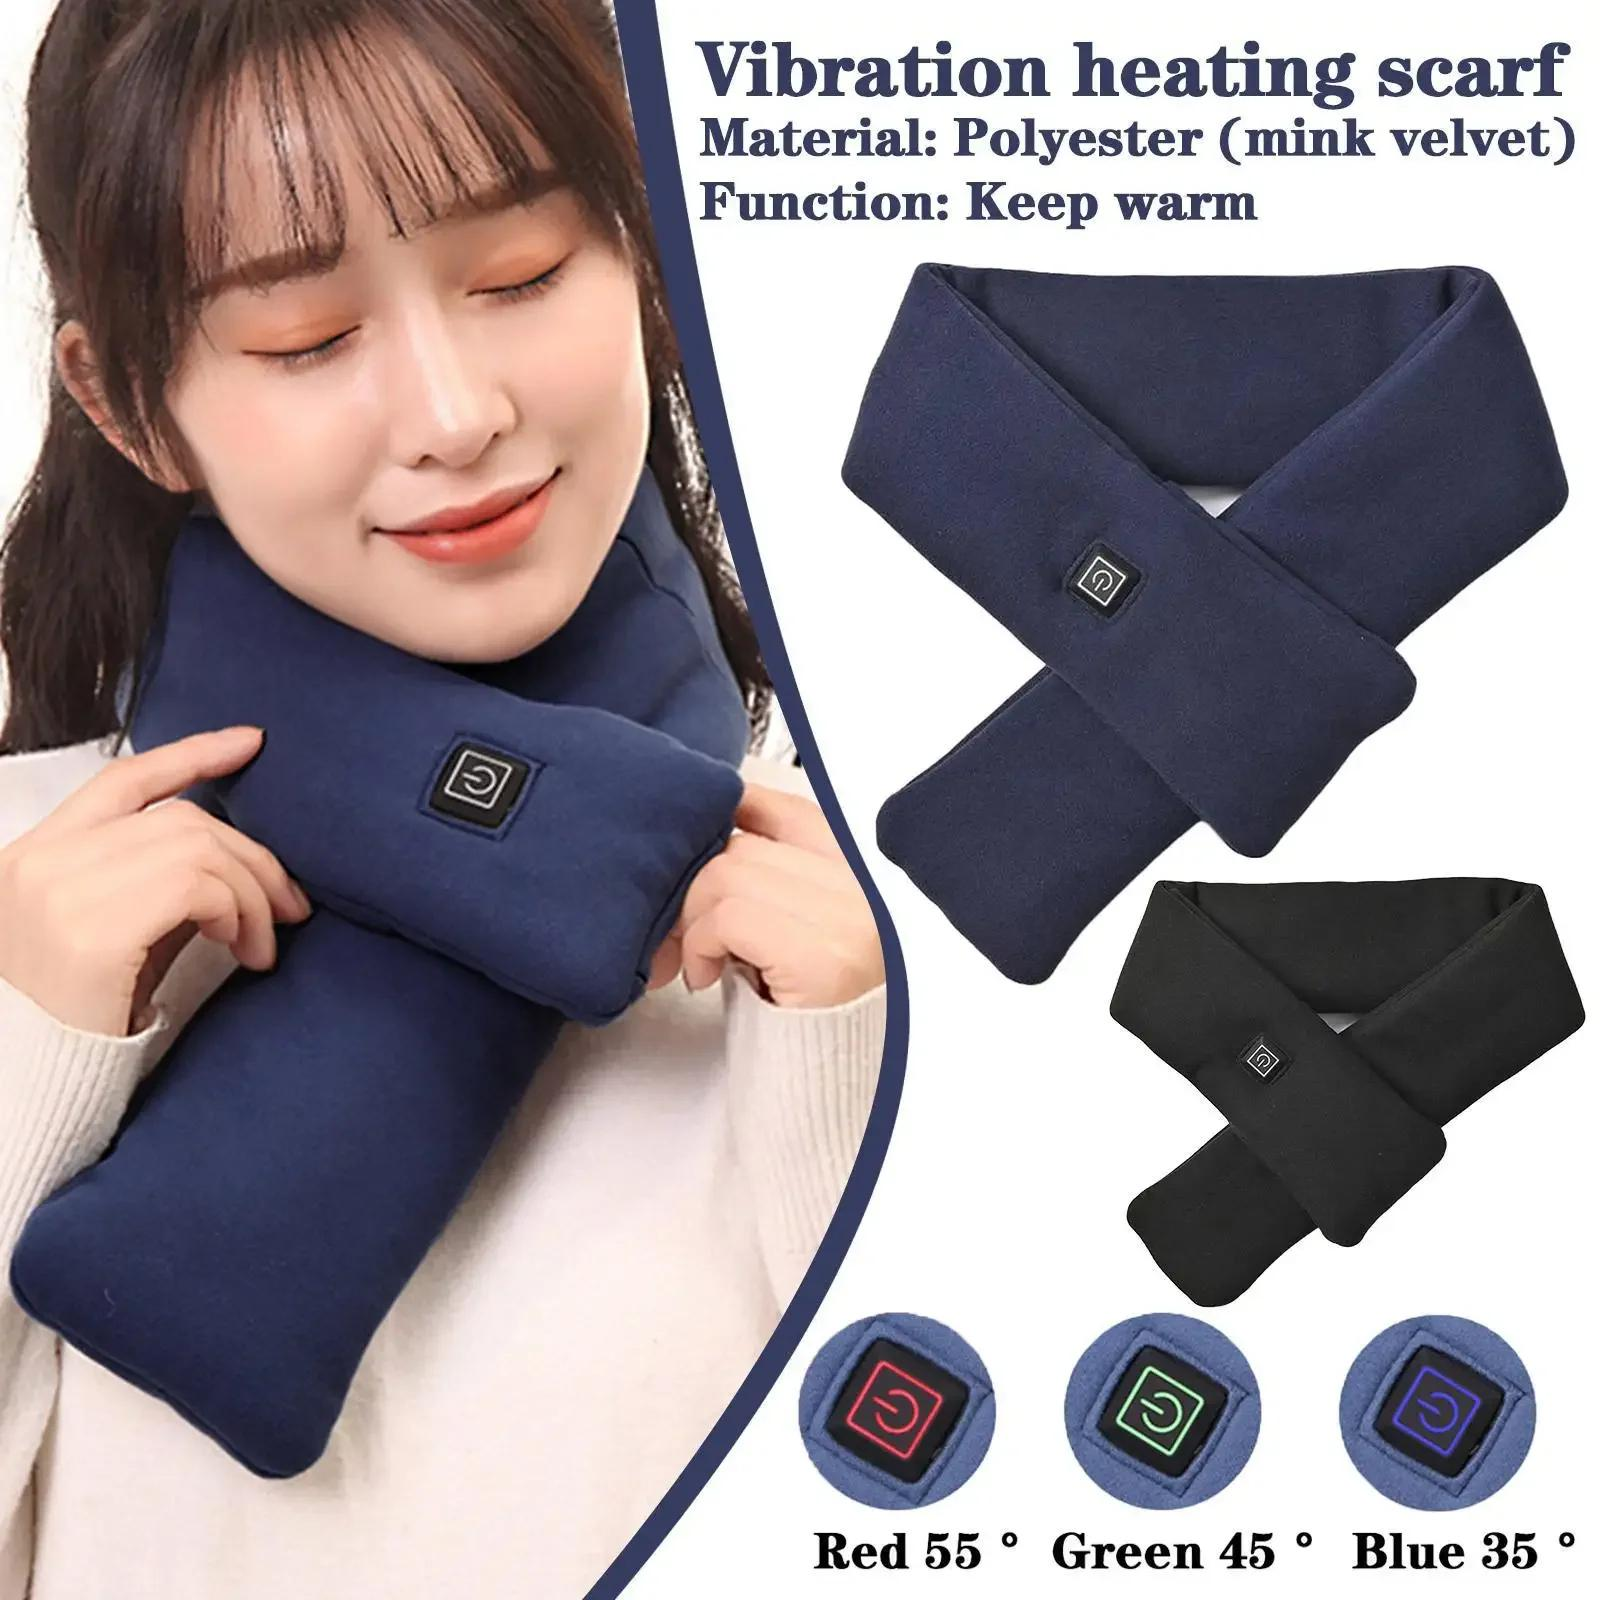 Vibration heating scarf
Material: Polyester (mink velvet)
Function: Keep warm
Red 55 °
Green 45 °
Blue 35 °